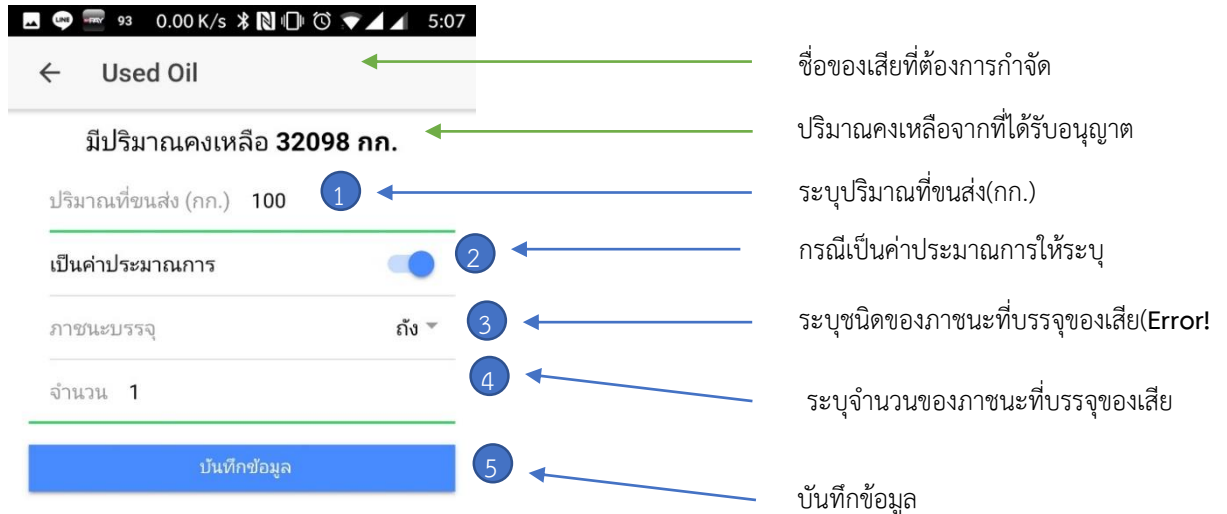 93 0.00 K/s 5:07
Used Oil
ชื่อของเสียที่ต้องการกำจัด
มีปริมาณคงเหลือ 32098 กก.
ปริมาณคงเหลือจากที่ได้รับอนุญาต
ปริมาณที่ขนส่ง (กก.) 100
1
ระบุปริมาณที่ขนส่ง(กก.)
เป็นค่าประมาณการ
2
กรณีเป็นค่าประมาณการให้ระบุ
ภาชนะบรรจุ ถัง
3
ระบุชนิดของภาชนะที่บรรจุของเสีย(Error!
จำนวน 1
4
ระบุจำนวนของภาชนะที่บรรจุของเสีย
บันทึกข้อมูล
5
บันทึกข้อมูล